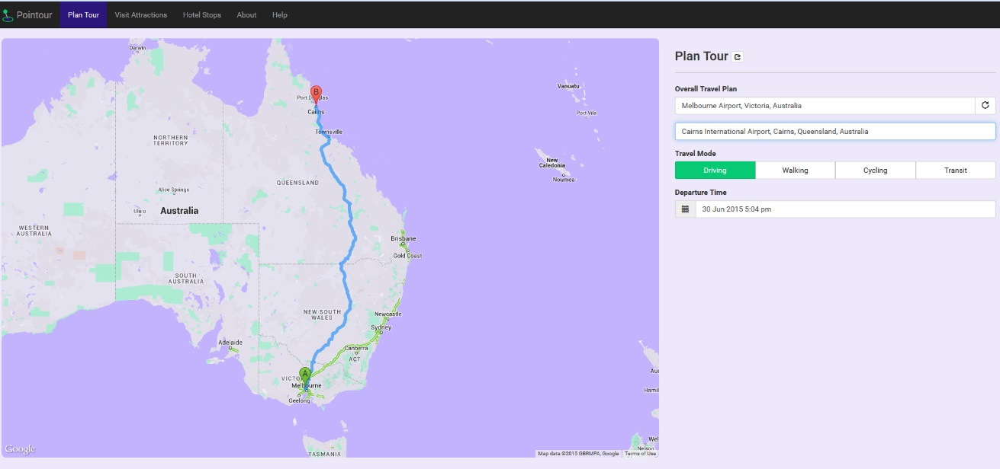 Pointour
Plan Tour
Visit Attractions
Hotel Stops
About
Help
Plan Tour
Overall Travel Plan
Melbourne Airport, Victoria, Australia
Cairns International Airport, Cairns, Queensland, Australia
Travel Mode
Driving
Walking
Cycling
Transit
Departure Time
30 Jun 2015 5:04 pm
Darwin
B
Port Douglas
Cairns
Townsville
Vanuatu
Port Vila
NORTHERN
TERRITORY
New
Caledonia
Noumea
QUEENSLAND
Alice Springs
Uluru
Australia
WESTERN
AUSTRALIA
Brisbane
Gold Coast
SOUTH
AUSTRALIA
NEW SOUTH
WALES
Newcastle
Sydney
Adelaide
Canberra
ACT
A
VICTO
Melbourne
Geelong
Auc
Hamil
Wel
Nelson
TASMANIA
Google
Map data ©2015 GBRMPA, Google
Terms of Use